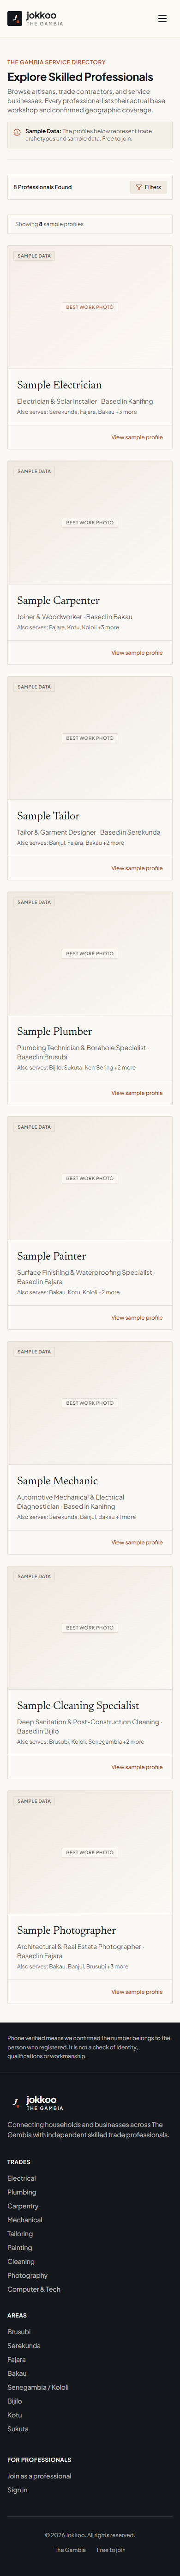 jokkoo
THE GAMBIA
THE GAMBIA SERVICE DIRECTORY
Explore Skilled Professionals
Browse artisans, trade contractors, and service
businesses. Every professional lists their actual base
workshop and confirmed geographic coverage.
Sample Data: The profiles below represent trade
archetypes and sample data. Free to join.
8 Professionals Found
Filters
Showing 8 sample profiles
SAMPLE DATA
BEST WORK PHOTO
Sample Electrician
Electrician & Solar Installer · Based in Kanifing
Also serves: Serekunda, Fajara, Bakau +3 more
View sample profile
SAMPLE DATA
BEST WORK PHOTO
Sample Carpenter
Joiner & Woodworker · Based in Bakau
Also serves: Fajara, Kotu, Kololi +3 more
View sample profile
SAMPLE DATA
BEST WORK PHOTO
Sample Tailor
Tailor & Garment Designer · Based in Serekunda
Also serves: Banjul, Fajara, Bakau +2 more
View sample profile
SAMPLE DATA
BEST WORK PHOTO
Sample Plumber
Plumbing Technician & Borehole Specialist ·
Based in Brusubi
Also serves: Bijilo, Sukuta, Kerr Sering +2 more
View sample profile
SAMPLE DATA
BEST WORK PHOTO
Sample Painter
Surface Finishing & Waterproofing Specialist ·
Based in Fajara
Also serves: Bakau, Kotu, Kololi +2 more
View sample profile
SAMPLE DATA
BEST WORK PHOTO
Sample Mechanic
Automotive Mechanical & Electrical
Diagnostician · Based in Kanifing
Also serves: Serekunda, Banjul, Bakau +1 more
View sample profile
SAMPLE DATA
BEST WORK PHOTO
Sample Cleaning Specialist
Deep Sanitation & Post-Construction Cleaning ·
Based in Bijilo
Also serves: Brusubi, Kololi, Senegambia +2 more
View sample profile
SAMPLE DATA
BEST WORK PHOTO
Sample Photographer
Architectural & Real Estate Photographer ·
Based in Fajara
Also serves: Bakau, Banjul, Brusubi +3 more
View sample profile
Phone verified means we confirmed the number belongs to the
person who registered. It is not a check of identity,
qualifications or workmanship.
jokkoo
THE GAMBIA
Connecting households and businesses across The
Gambia with independent skilled trade professionals.
TRADES
Electrical
Plumbing
Carpentry
Mechanical
Tailoring
Painting
Cleaning
Photography
Computer & Tech
AREAS
Brusubi
Serekunda
Fajara
Bakau
Senegambia / Kololi
Bijilo
Kotu
Sukuta
FOR PROFESSIONALS
Join as a professional
Sign in
© 2026 Jokkoo. All rights reserved.
The Gambia
Free to join